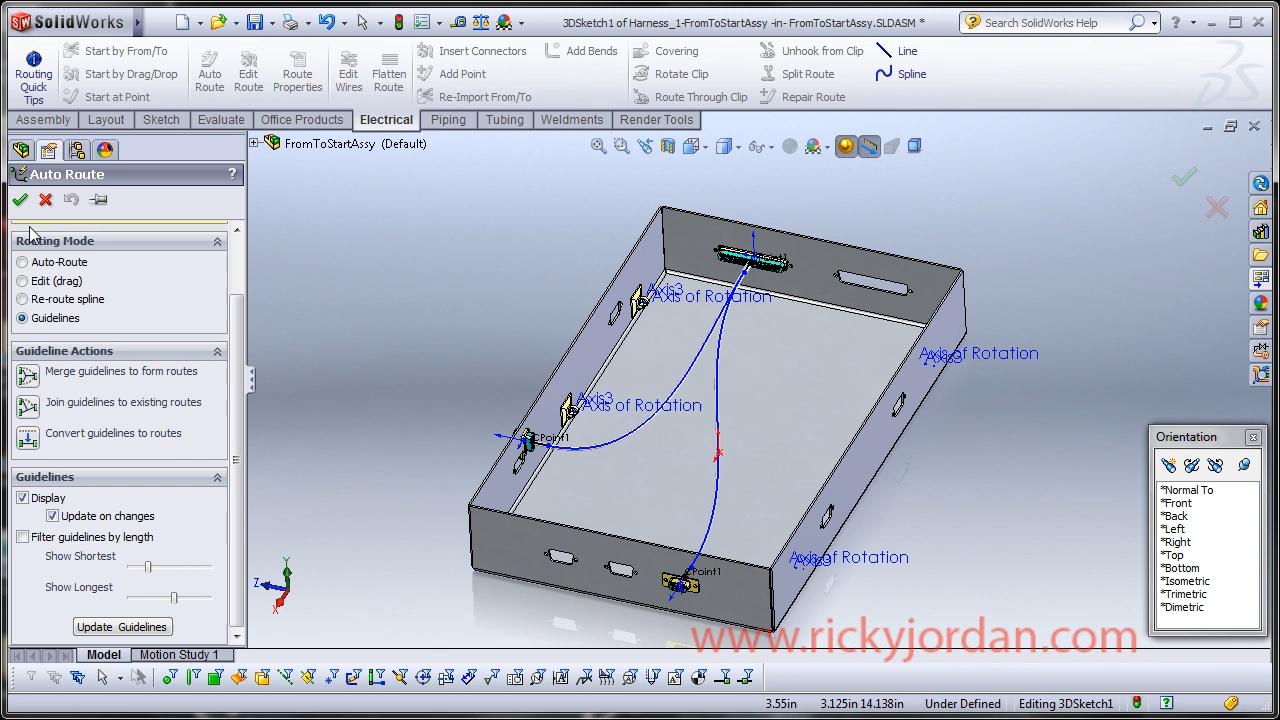 SolidWorks
3DSketch1 of Harness_1-FromToStartAssy -in- FromToStartAssy.SLDASM *
Search SolidWorks Help
Routing Quick Tips
Start by From/To
Start by Drag/Drop
Start at Point
Auto Route
Edit Route
Route Properties
Edit Wires
Flatten Route
Insert Connectors
Add Point
Re-Import From/To
Add Bends
Covering
Rotate Clip
Route Through Clip
Unhook from Clip
Split Route
Repair Route
Line
Spline
Assembly Layout Sketch Evaluate Office Products Electrical Piping Tubing Weldments Render Tools
FromToStartAssy (Default)
Auto Route ?
Routing Mode
Auto-Route
Edit (drag)
Re-route spline
Guidelines
Guideline Actions
Merge guidelines to form routes
Join guidelines to existing routes
Convert guidelines to routes
Guidelines
Display
Update on changes
Filter guidelines by length
Show Shortest
Show Longest
Update Guidelines
Axis3
Axis of Rotation
Axis of Rotation
Axis3
Axis3
Axis of Rotation
CPoint1
Axis of Rotation
Axis3
CPoint1
Y
Z
X
Orientation
*Normal To
*Front
*Back
*Left
*Right
*Top
*Bottom
*Isometric
*Trimetric
*Dimetric
www.rickyjordan.com
Model Motion Study 1
3.55in 3.125in 14.138in Under Defined Editing 3DSketch1